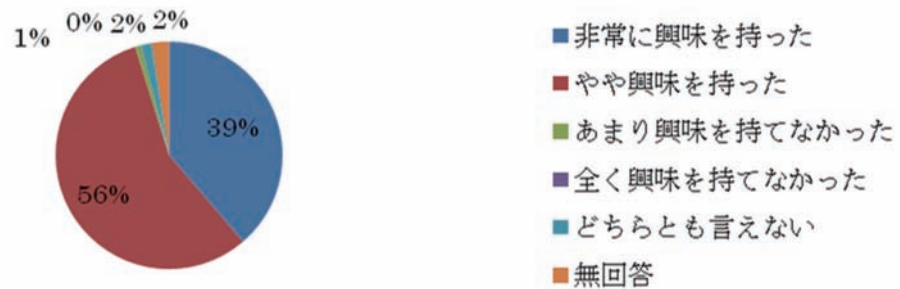 1%
0%
2%
2%
39%
56%
非常に興味を持った
やや興味を持った
あまり興味を持てなかった
全く興味を持てなかった
どちらとも言えない
無回答